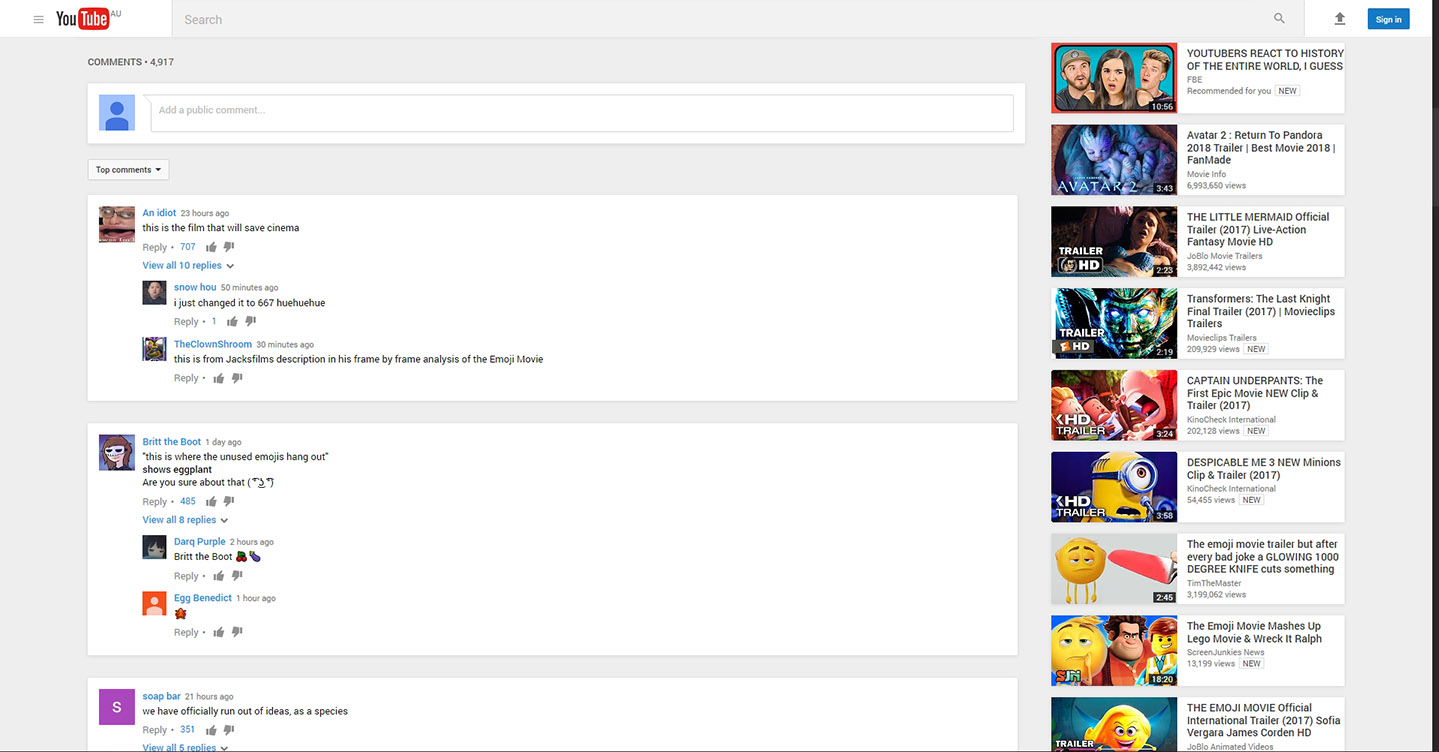 YouTube AU
Search
Sign in
COMMENTS • 4,917
Add a public comment...
Top comments
An idiot 23 hours ago
this is the film that will save cinema
Reply • 707
View all 10 replies
snow hou 50 minutes ago
i just changed it to 667 huehuehue
Reply • 1
TheClownShroom 30 minutes ago
this is from Jacksfilms description in his frame by frame analysis of the Emoji Movie
Reply •
Britt the Boot 1 day ago
"this is where the unused emojis hang out"
shows eggplant
Are you sure about that ( ͡° ͜ʖ ͡°)
Reply • 485
View all 8 replies
Darq Purple 2 hours ago
Britt the Boot 🍒🍆
Reply •
Egg Benedict 1 hour ago
🍁
Reply •
S
soap bar 21 hours ago
we have officially run out of ideas, as a species
Reply • 351
View all 5 replies
10:56
YOUTUBERS REACT TO HISTORY
OF THE ENTIRE WORLD, I GUESS
FBE
Recommended for you NEW
AVATAR 2
3:43
Avatar 2 : Return To Pandora
2018 Trailer | Best Movie 2018 |
FanMade
Movie Info
6,993,650 views
TRAILER
HD
2:23
THE LITTLE MERMAID Official
Trailer (2017) Live-Action
Fantasy Movie HD
JoBlo Movie Trailers
3,892,442 views
TRAILER
HD
2:19
Transformers: The Last Knight
Final Trailer (2017) | Movieclips
Trailers
Movieclips Trailers
209,929 views NEW
KHD
TRAILER
3:24
CAPTAIN UNDERPANTS: The
First Epic Movie NEW Clip &
Trailer (2017)
KinoCheck International
202,128 views NEW
KHD
TRAILER
3:58
DESPICABLE ME 3 NEW Minions
Clip & Trailer (2017)
KinoCheck International
54,455 views NEW
2:45
The emoji movie trailer but after
every bad joke a GLOWING 1000
DEGREE KNIFE cuts something
TimTheMaster
3,199,062 views
SJN
18:20
The Emoji Movie Mashes Up
Lego Movie & Wreck It Ralph
ScreenJunkies News
13,199 views NEW
TRAILER
THE EMOJI MOVIE Official
International Trailer (2017) Sofia
Vergara James Corden HD
JoBlo Animated Videos